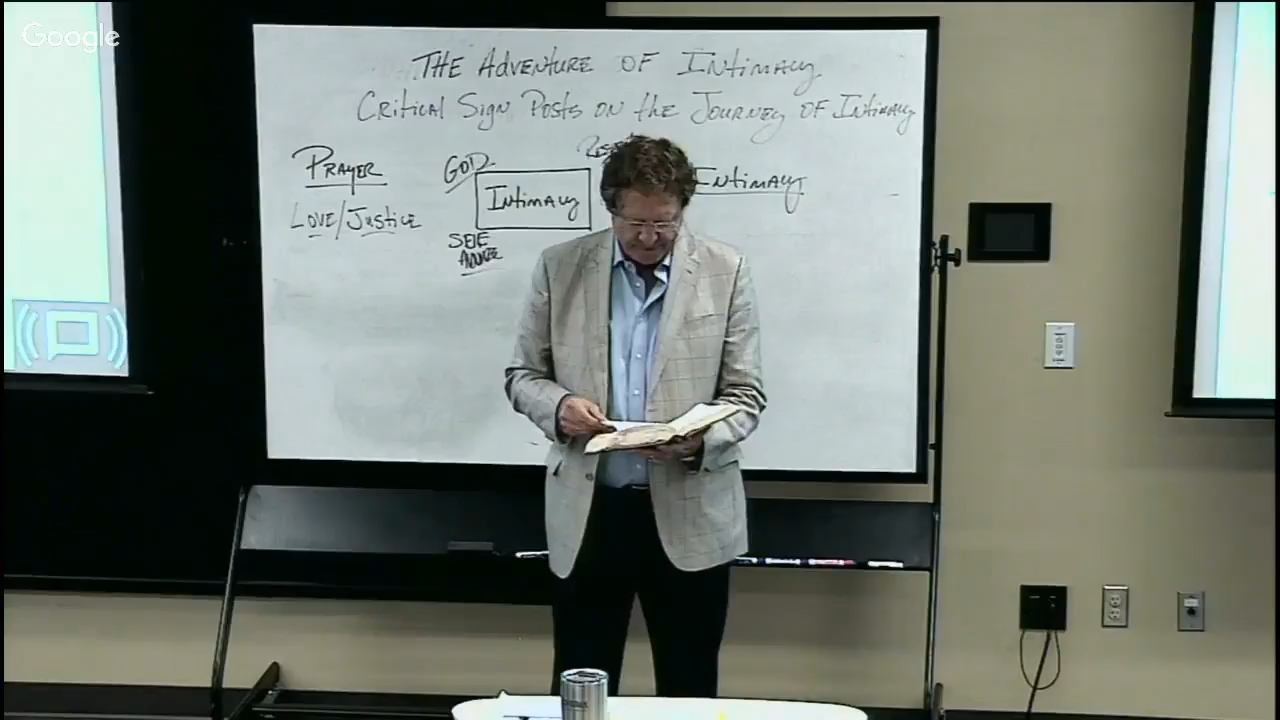 Google
THE ADVENTURE OF INTIMACY
CRITICAL SIGN POSTS ON the JOURNEY OF INTIMACY
PRAYER
LOVE/JUSTICE
GOD
Intimacy
SELF
INTIMACY